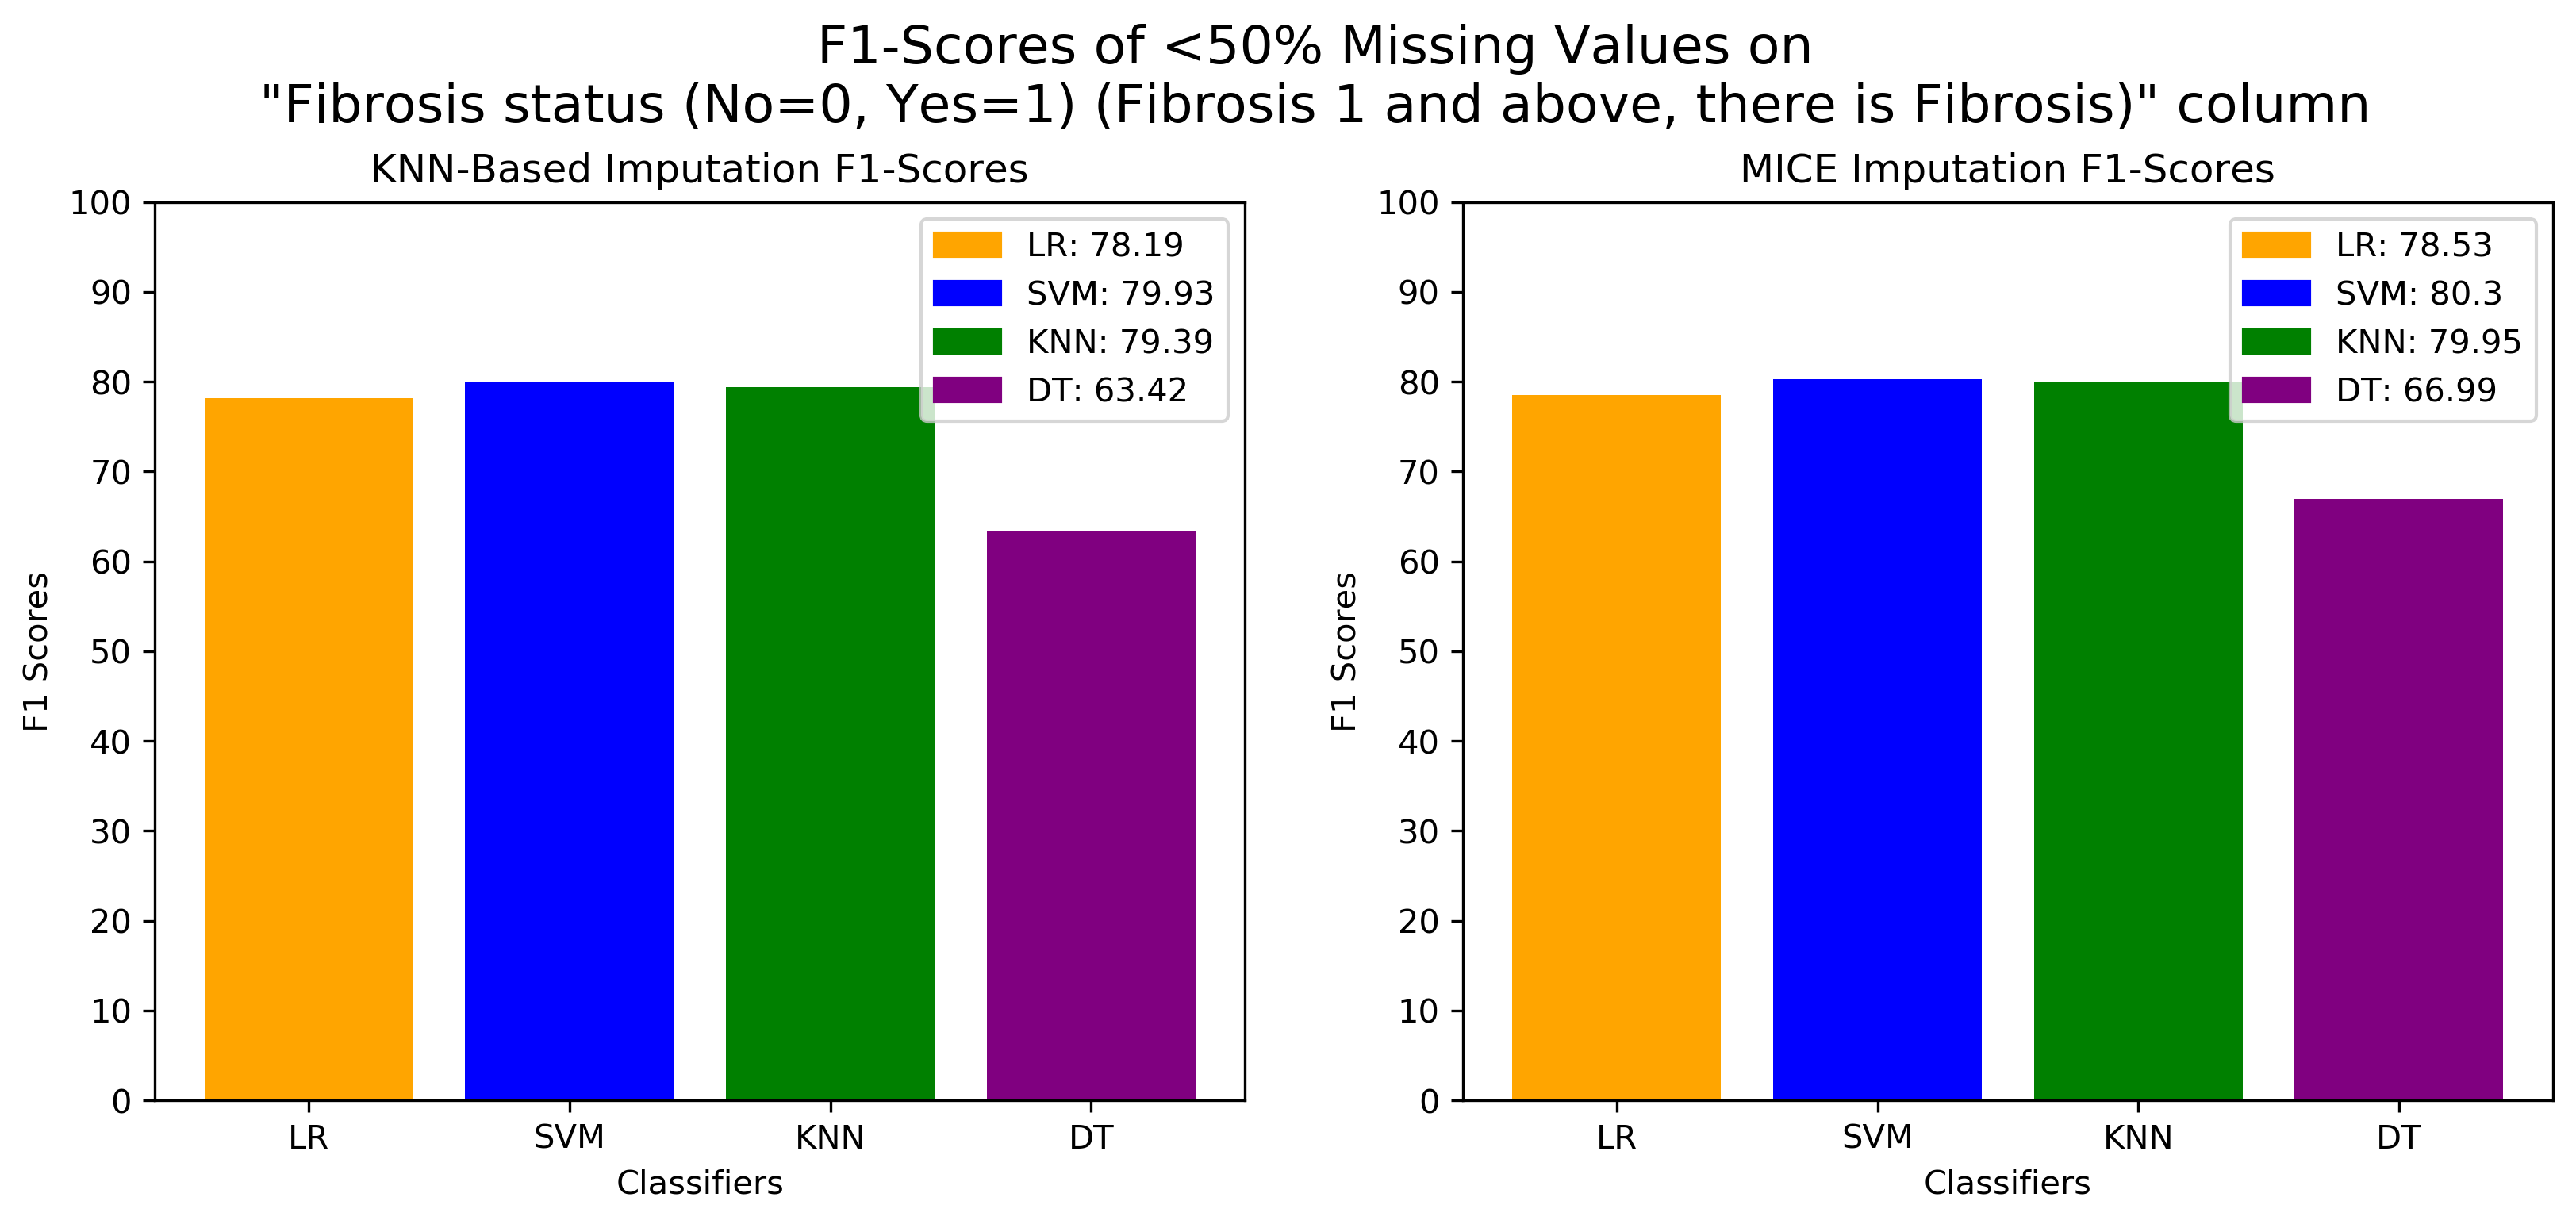 F1-Scores of <50% Missing Values on
"Fibrosis status (No=0, Yes=1) (Fibrosis 1 and above, there is Fibrosis)" column
KNN-Based Imputation F1-Scores
100
90
80
70
60
50
40
30
20
10
0
F1 Scores
LR: 78.19
SVM: 79.93
KNN: 79.39
DT: 63.42
LR
SVM
KNN
DT
Classifiers
MICE Imputation F1-Scores
100
90
80
70
60
50
40
30
20
10
0
F1 Scores
LR: 78.53
SVM: 80.3
KNN: 79.95
DT: 66.99
LR
SVM
KNN
DT
Classifiers